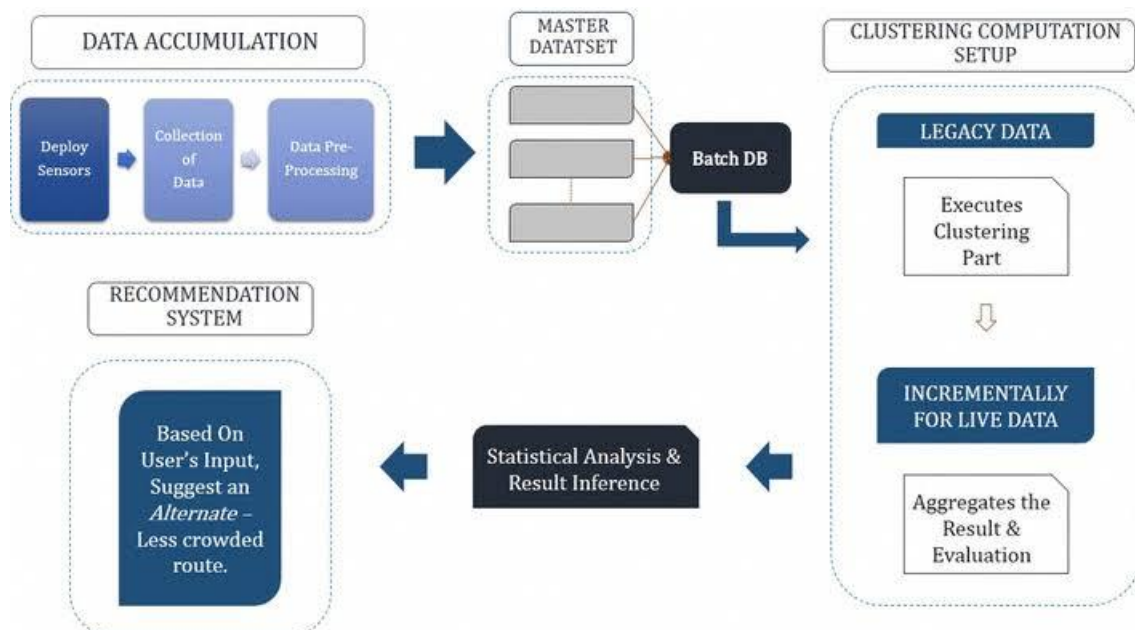 DATA ACCUMULATION
Deploy
Sensors
Collection
of
Data
Data Pre-
Processing
MASTER
DATATSET
Batch DB
CLUSTERING COMPUTATION
SETUP
LEGACY DATA
Executes
Clustering
Part
INCREMENTALLY
FOR LIVE DATA
Aggregates the
Result &
Evaluation
Statistical Analysis &
Result Inference
RECOMMENDATION
SYSTEM
Based On
User's Input,
Suggest an
Alternate –
Less crowded
route.